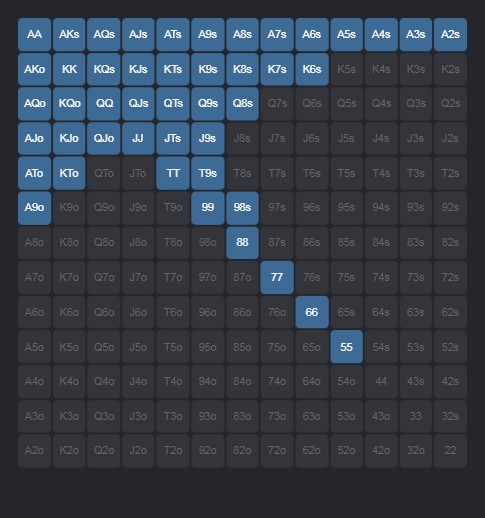 AA AKs AQs AJs ATs A9s A8s A7s A6s A5s A4s A3s A2s
AKo KK KQs KJs KTs K9s K8s K7s K6s K5s K4s K3s K2s
AQo KQo QQ QJs QTs Q9s Q8s Q7s Q6s Q5s Q4s Q3s Q2s
AJo KJo QJo JJ JTs J9s J8s J7s J6s J5s J4s J3s J2s
ATo KTo QTo JTo TT T9s T8s T7s T6s T5s T4s T3s T2s
A9o K9o Q9o J9o T9o 99 98s 97s 96s 95s 94s 93s 92s
A8o K8o Q8o J8o T8o 98o 88 87s 86s 85s 84s 83s 82s
A7o K7o Q7o J7o T7o 97o 87o 77 76s 75s 74s 73s 72s
A6o K6o Q6o J6o T6o 96o 86o 76o 66 65s 64s 63s 62s
A5o K5o Q5o J5o T5o 95o 85o 75o 65o 55 54s 53s 52s
A4o K4o Q4o J4o T4o 94o 84o 74o 64o 54o 44 43s 42s
A3o K3o Q3o J3o T3o 93o 83o 73o 63o 53o 43o 33 32s
A2o K2o Q2o J2o T2o 92o 82o 72o 62o 52o 42o 32o 22